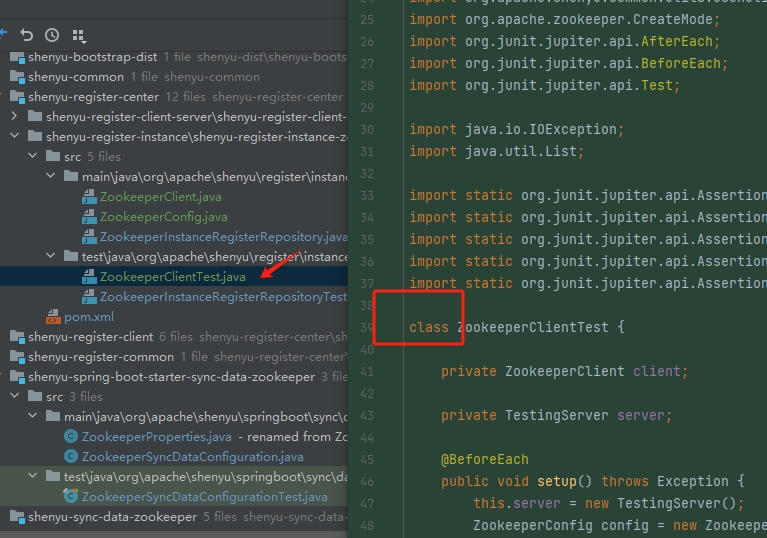 shenyu-bootstrap-dist 1 file shenyu-dist\shenyu-boots
shenyu-common 1 file shenyu-common
shenyu-register-center 12 files shenyu-register-center
shenyu-register-client-server\shenyu-register-client-
shenyu-register-instance\shenyu-register-instance-zo
src 5 files
main\java\org\apache\shenyu\register\instanc
ZookeeperClient.java
ZookeeperConfig.java
ZookeeperInstanceRegisterRepository.java
test\java\org\apache\shenyu\register\instance
ZookeeperClientTest.java
ZookeeperInstanceRegisterRepositoryTest
pom.xml
shenyu-register-client 6 files shenyu-register-center\sh
shenyu-register-common 1 file shenyu-register-center\
shenyu-spring-boot-starter-sync-data-zookeeper 3 file
src 3 files
main\java\org\apache\shenyu\springboot\sync\d
ZookeeperProperties.java - renamed from Zo
ZookeeperSyncDataConfiguration.java
test\java\org\apache\shenyu\springboot\sync\da
ZookeeperSyncDataConfigurationTest.java
shenyu-sync-data-zookeeper 5 files shenyu-sync-data-
25 import org.apache.zookeeper.CreateMode;
26 import org.junit.jupiter.api.AfterEach;
27 import org.junit.jupiter.api.BeforeEach;
28 import org.junit.jupiter.api.Test;
29
30 import java.io.IOException;
31 import java.util.List;
33 import static org.junit.jupiter.api.Assertion
34 import static org.junit.jupiter.api.Assertion
35 import static org.junit.jupiter.api.Assertion
36 import static org.junit.jupiter.api.Assertion
37 import static org.junit.jupiter.api.Assertion
38
39 class ZookeeperClientTest {
40
41 private ZookeeperClient client;
42
43 private TestingServer server;
44
45 @BeforeEach
46 public void setup() throws Exception {
47 this.server = new TestingServer();
48 ZookeeperConfig config = new Zookeepe